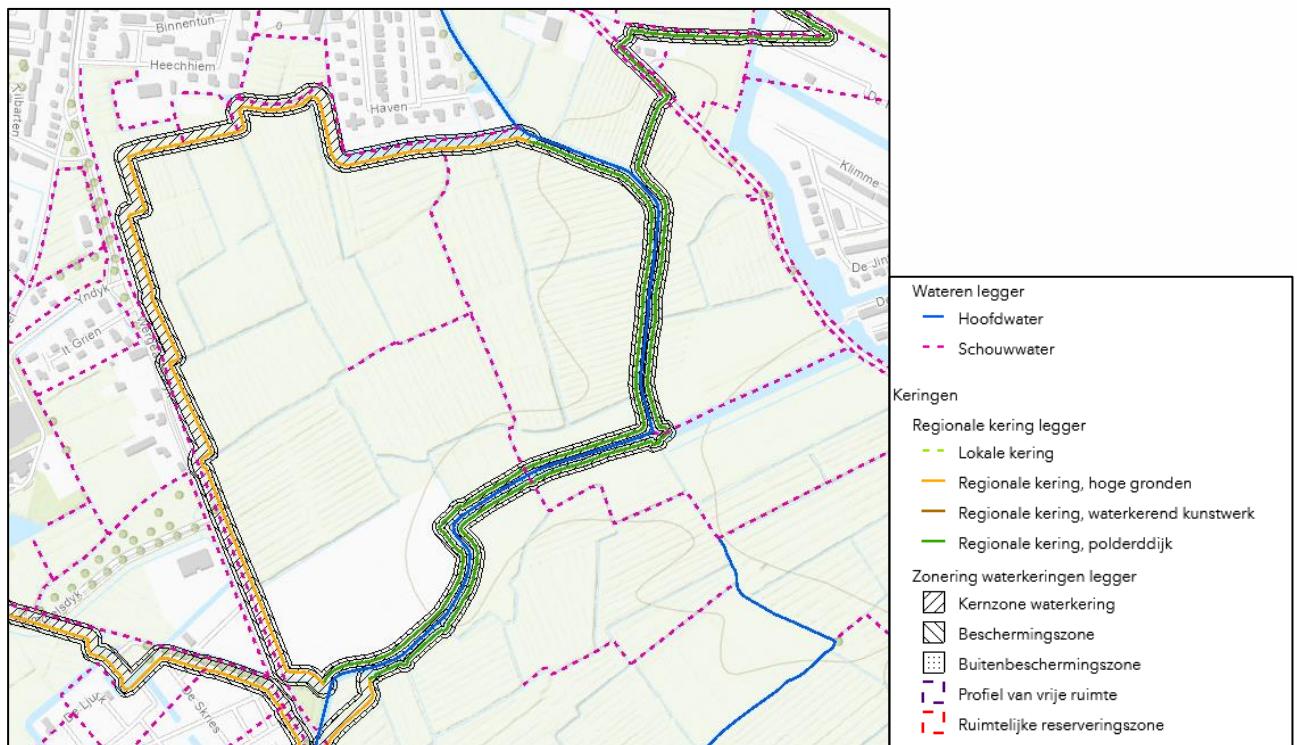 Binnentun
Heechhiem
Haven
Klimme
Yndyk
It Grien
De Skries
Wateren legger
Hoofdwater
Schouwwater
Keringen
Regionale kering legger
Lokale kering
Regionale kering, hoge gronden
Regionale kering, waterkerend kunstwerk
Regionale kering, polderddijk
Zonering waterkeringen legger
Kernzone waterkering
Beschermingszone
Buitenbeschermingszone
Profiel van vrije ruimte
Ruimtelijke reserveringszone